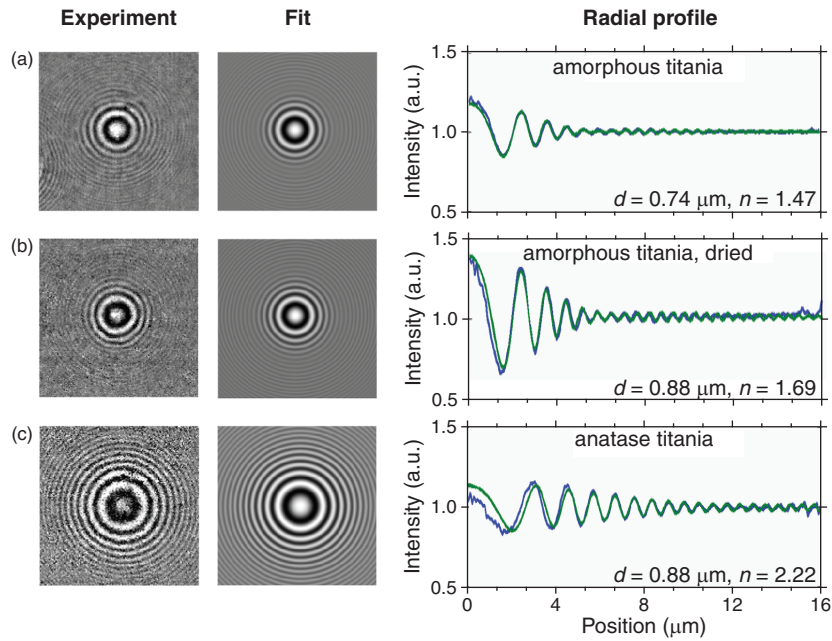 Experiment Fit Radial profile
(a)
1.5
amorphous titania
1.0
Intensity (a.u.)
0.5
d = 0.74 μm, n = 1.47
(b)
1.5
amorphous titania, dried
1.0
Intensity (a.u.)
0.5
d = 0.88 μm, n = 1.69
(c)
1.5
anatase titania
1.0
Intensity (a.u.)
0.5
d = 0.88 μm, n = 2.22
0 4 8 12 16
Position (μm)